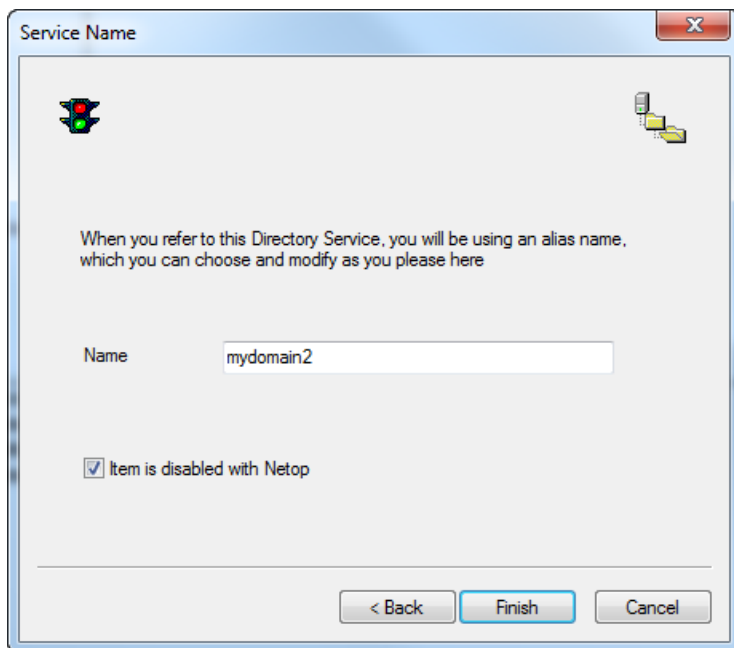 Service Name
When you refer to this Directory Service, you will be using an alias name,
which you can choose and modify as you please here
Name
mydomain2
Item is disabled with Netop
< Back
Finish
Cancel